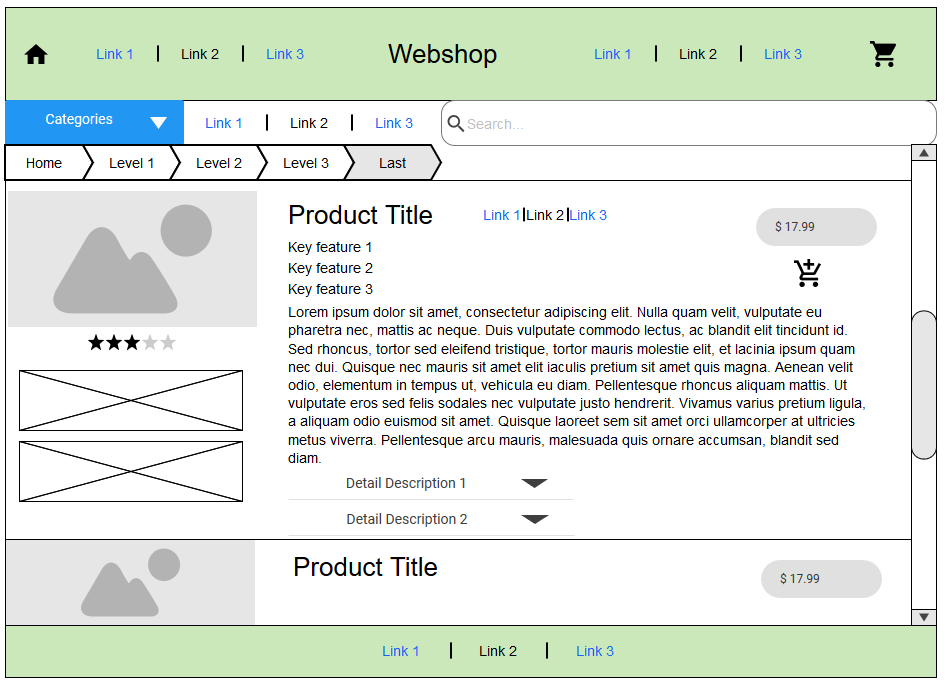 Link 1 Link 2 Link 3 Webshop Link 1 Link 2 Link 3
Categories Link 1 Link 2 Link 3 Search...
Home Level 1 Level 2 Level 3 Last
Product Title Link 1 Link 2 Link 3 $ 17.99
Key feature 1
Key feature 2
Key feature 3
Lorem ipsum dolor sit amet, consectetur adipiscing elit. Nulla quam velit, vulputate eu
pharetra nec, mattis ac neque. Duis vulputate commodo lectus, ac blandit elit tincidunt id.
Sed rhoncus, tortor sed eleifend tristique, tortor mauris molestie elit, et lacinia ipsum quam
nec dui. Quisque nec mauris sit amet elit iaculis pretium sit amet quis magna. Aenean velit
odio, elementum in tempus ut, vehicula eu diam. Pellentesque rhoncus aliquam mattis. Ut
vulputate eros sed felis sodales nec vulputate justo hendrerit. Vivamus varius pretium ligula,
a aliquam odio euismod sit amet. Quisque laoreet sem sit amet orci ullamcorper at ultricies
metus viverra. Pellentesque arcu mauris, malesuada quis ornare accumsan, blandit sed
diam.
Detail Description 1
Detail Description 2
Product Title $ 17.99
Link 1 Link 2 Link 3